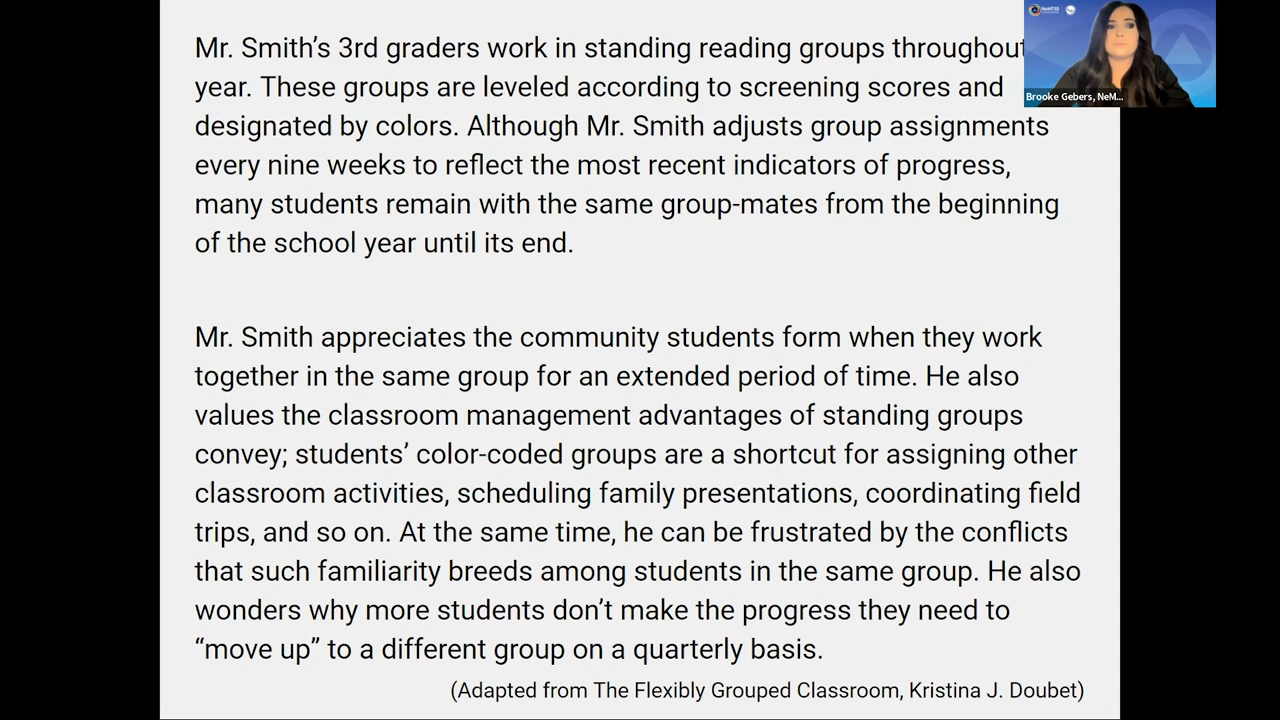 Mr. Smith's 3rd graders work in standing reading groups throughout
year. These groups are leveled according to screening scores and
designated by colors. Although Mr. Smith adjusts group assignments
every nine weeks to reflect the most recent indicators of progress,
many students remain with the same group-mates from the beginning
of the school year until its end.
Mr. Smith appreciates the community students form when they work
together in the same group for an extended period of time. He also
values the classroom management advantages of standing groups
convey; students' color-coded groups are a shortcut for assigning other
classroom activities, scheduling family presentations, coordinating field
trips, and so on. At the same time, he can be frustrated by the conflicts
that such familiarity breeds among students in the same group. He also
wonders why more students don't make the progress they need to
“move up” to a different group on a quarterly basis.
(Adapted from The Flexibly Grouped Classroom, Kristina J. Doubet)
NeMTSS
Brooke Gebers, NeM...